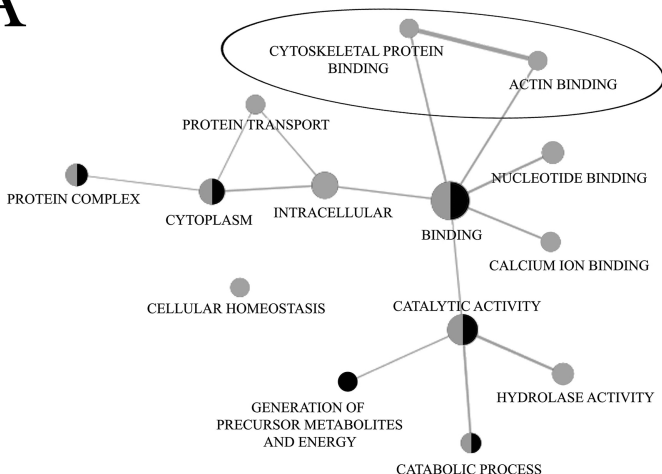 A
CYTOSKELETAL PROTEIN
BINDING
ACTIN BINDING
PROTEIN TRANSPORT
NUCLEOTIDE BINDING
PROTEIN COMPLEX
CYTOPLASM
INTRACELLULAR
BINDING
CALCIUM ION BINDING
CELLULAR HOMEOSTASIS
CATALYTIC ACTIVITY
HYDROLASE ACTIVITY
GENERATION OF
PRECURSOR METABOLITES
AND ENERGY
CATABOLIC PROCESS